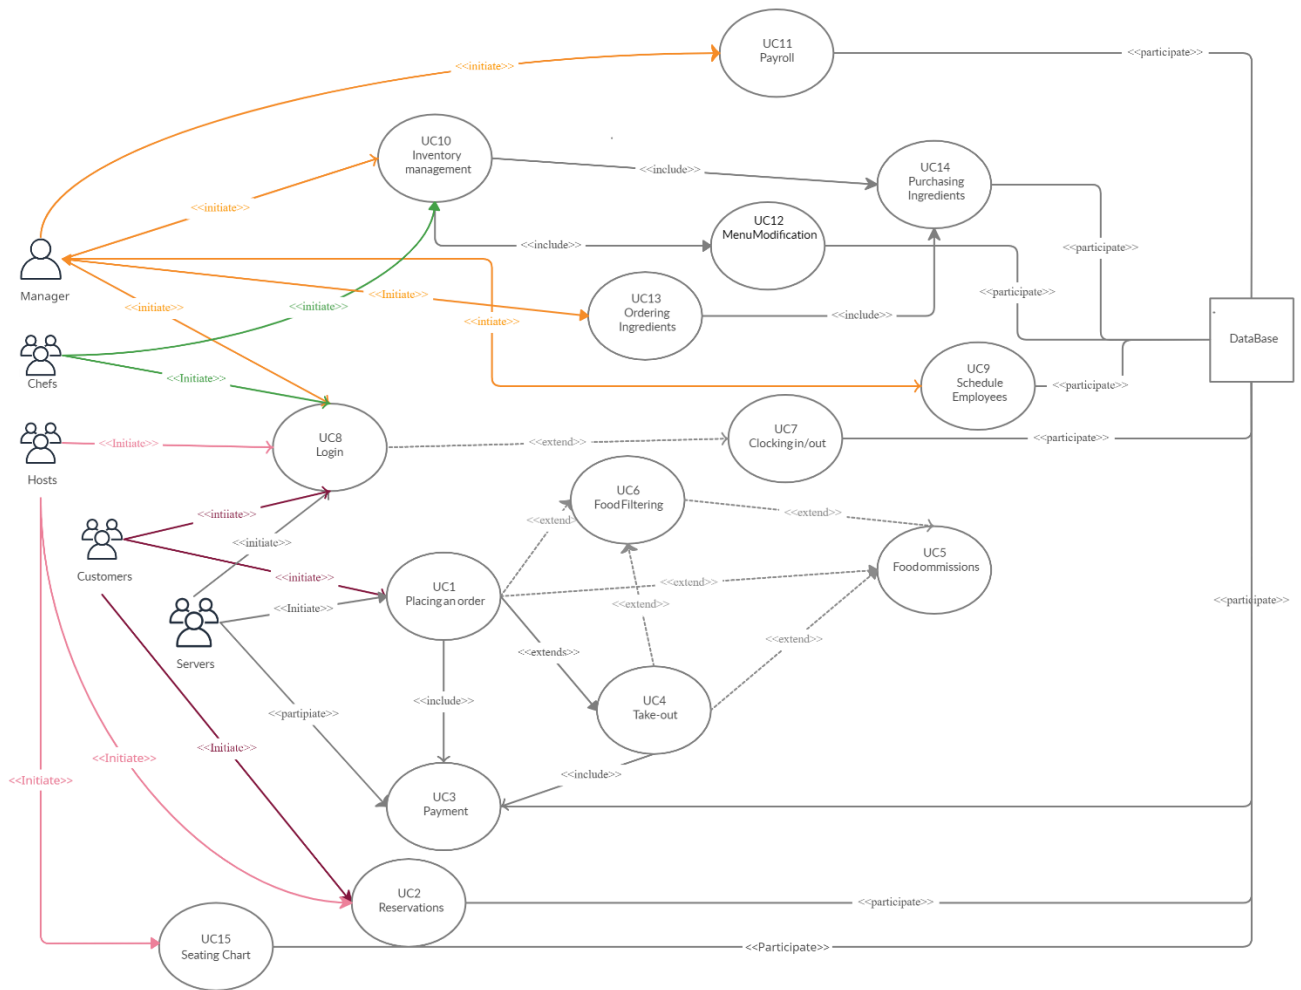 UC11
Payroll
<<participate>>
<<initiate>>
UC10
Inventory
management
<<include>>
UC14
Purchasing
Ingredients
<<initiate>>
UC12
MenuModification
<<include>>
<<participate>>
Manager
<<initiate>>
<<initiate>>
<<Initiate>>
UC13
Ordering
Ingredients
<<include>>
<<participate>>
<<intiate>>
DataBase
Chefs
<<Initiate>>
UC9
Schedule
Employees
<<participate>>
Hosts
<<Initiate>>
UC8
Login
<<extend>>
UC7
Clocking in/out
<<participate>>
<<intiiate>>
<<initiate>>
UC6
Food Filtering
<<extend>
<<extend>>
Customers
<<initiate>>
UC1
Placing an order
<<extend>>
UC5
Food ommissions
Servers
<<Initiate>>
<<extend>>
<<participate>>
<<extends>>
<<extend>>
<<include>>
UC4
Take-out
<<partipiate>>
<<Initiate>>
<<Initiate>>
<<Initiate>>
<<include>>
UC3
Payment
UC2
Reservations
<<participate>>
UC15
Seating Chart
<<Participate>>